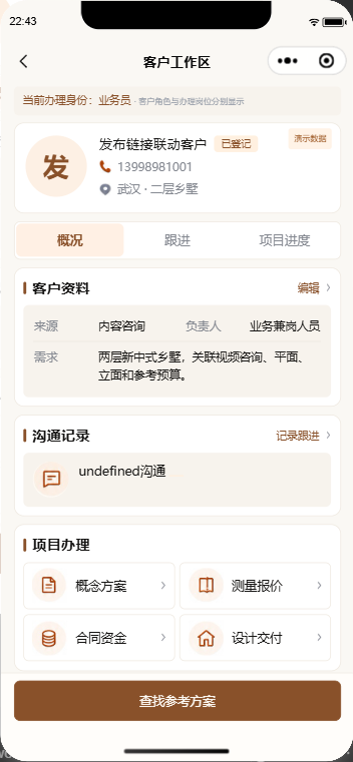 22:43
客户工作区
当前办理身份：业务员 · 客户角色与办理岗位分别显示
发
发布链接联动客户 已登记 演示数据
13998981001
武汉 · 二层乡墅
概况 跟进 项目进度
客户资料 编辑
来源 内容咨询 负责人 业务兼岗人员
需求 两层新中式乡墅，关联视频咨询、平面、
立面和参考预算。
沟通记录 记录跟进
undefined沟通
项目办理
概念方案 测量报价
合同资金 设计交付
查找参考方案